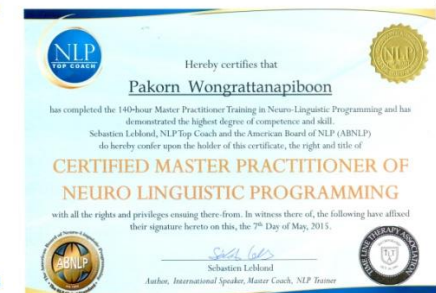 NLP
TOP COACH
NLP
Hereby certifies that
Pakorn Wongrattanapiboon
has completed the 140-hour Master Practitioner Training in Neuro-Linguistic Programming and has
demonstrated the highest degree of competence and skill.
Sebastien Leblond, NLP Top Coach and the American Board of NLP (ABNLP)
do hereby confer upon the holder of this certificate, the right and title of
CERTIFIED MASTER PRACTITIONER OF
NEURO LINGUISTIC PROGRAMMING
with all the rights and privileges ensuing there-from. In witness there of, the following have affixed
their signature hereto on this, the 7th Day of May, 2015.
ABNLP
Sebastien Leblond
Author, International Speaker, Master Coach, NLP Trainer
THE TIME LINE THERAPY ASSOCIATION